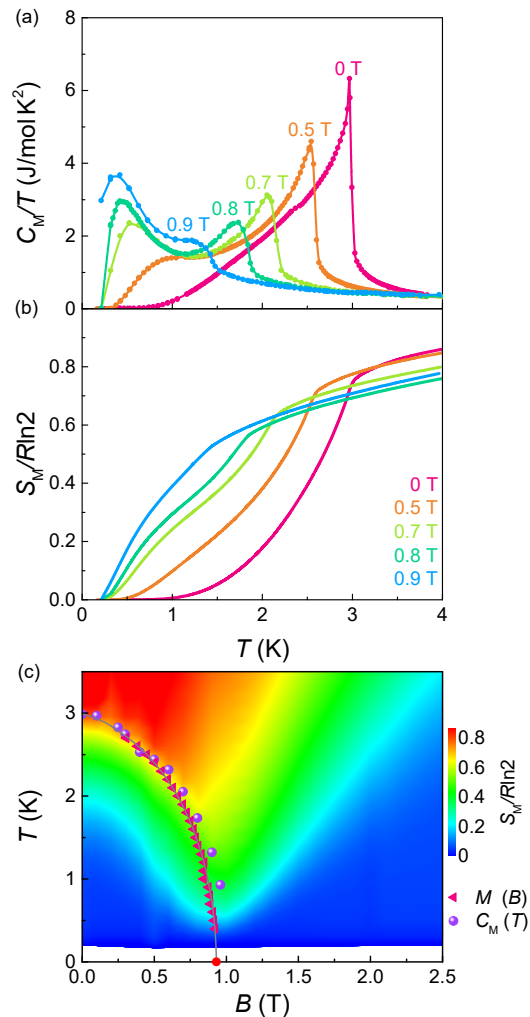 (a)
8
6
4
2
0
C_M/T (J/mol K²)
0 T
0.5 T
0.7 T
0.8 T
0.9 T
(b)
0.8
0.6
0.4
0.2
0.0
S_M/Rln2
0 T
0.5 T
0.7 T
0.8 T
0.9 T
0 1 2 3 4
T (K)
(c)
3
2
1
0
T (K)
0.0 0.5 1.0 1.5 2.0 2.5
B (T)
0.8
0.6
0.4
0.2
0
S_M/Rln2
M (B)
C_M (T)